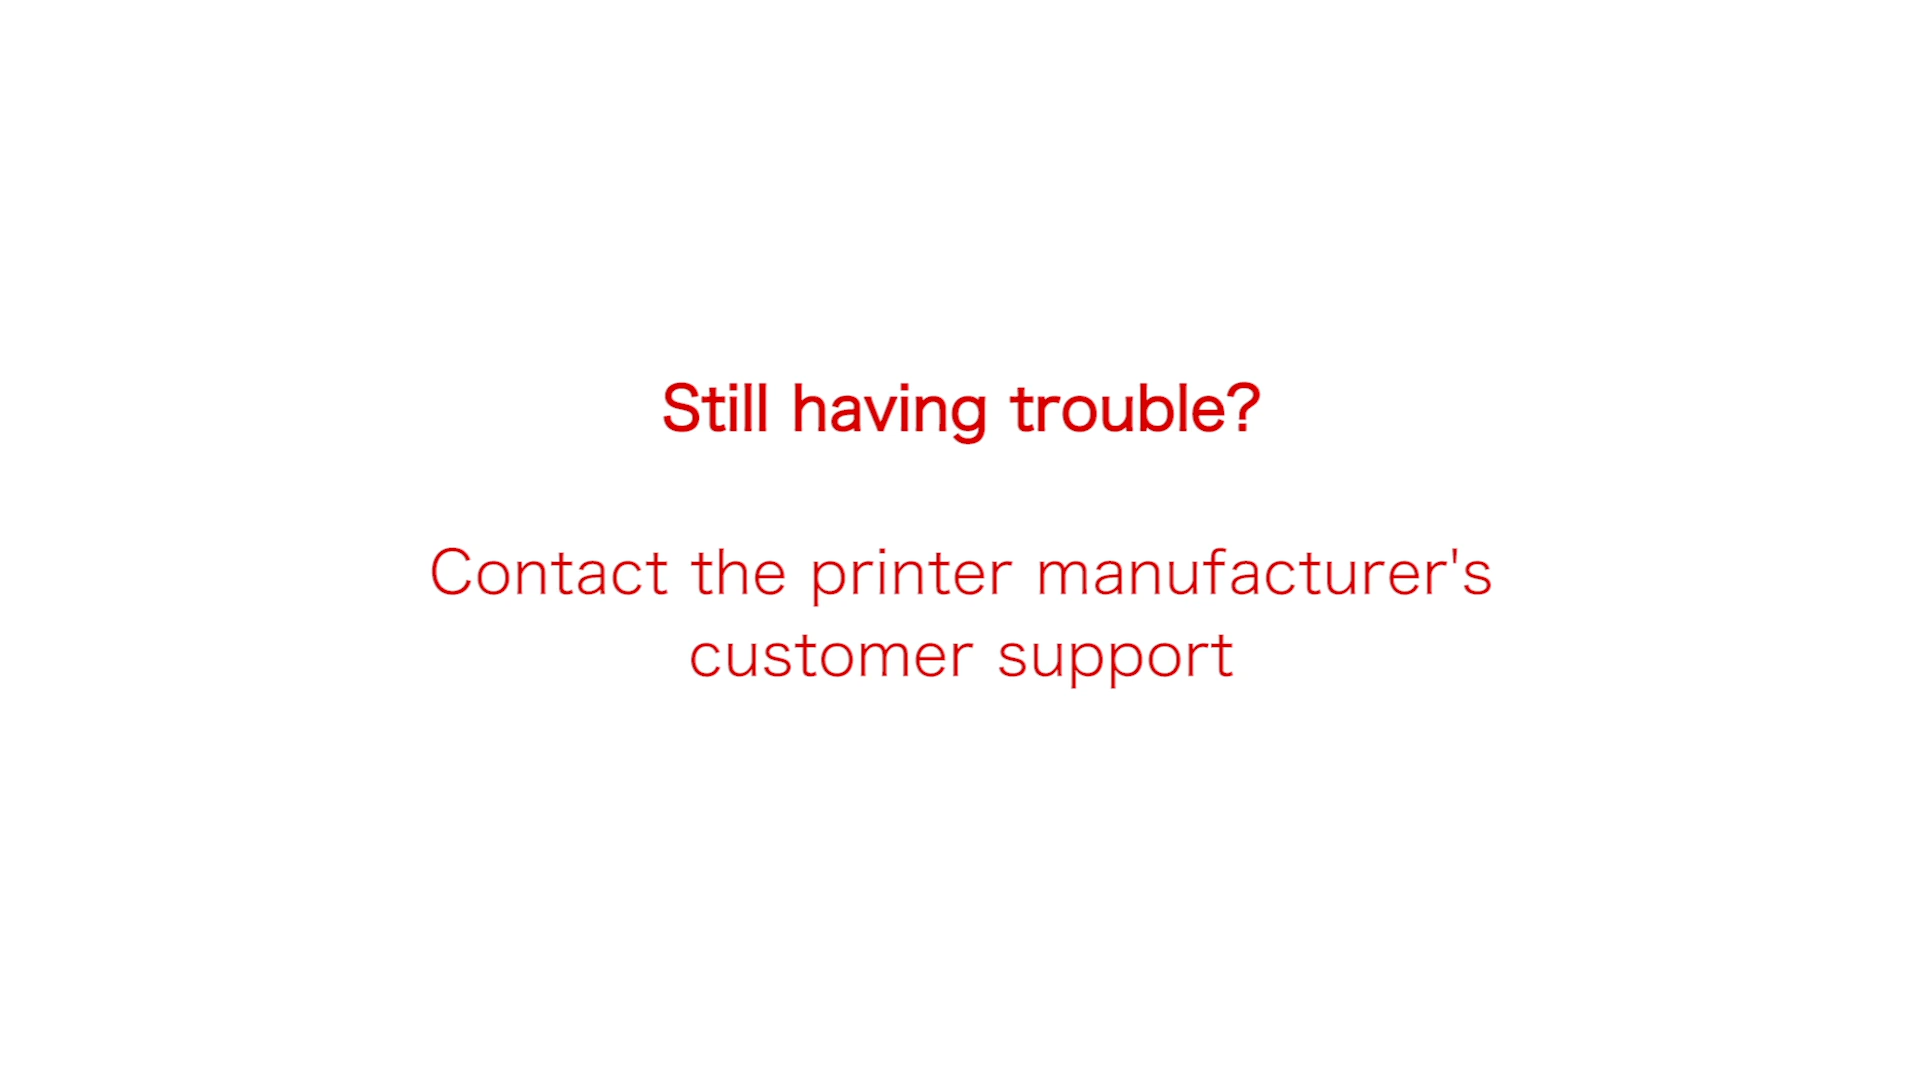 Still having trouble?
Contact the printer manufacturer's
customer support